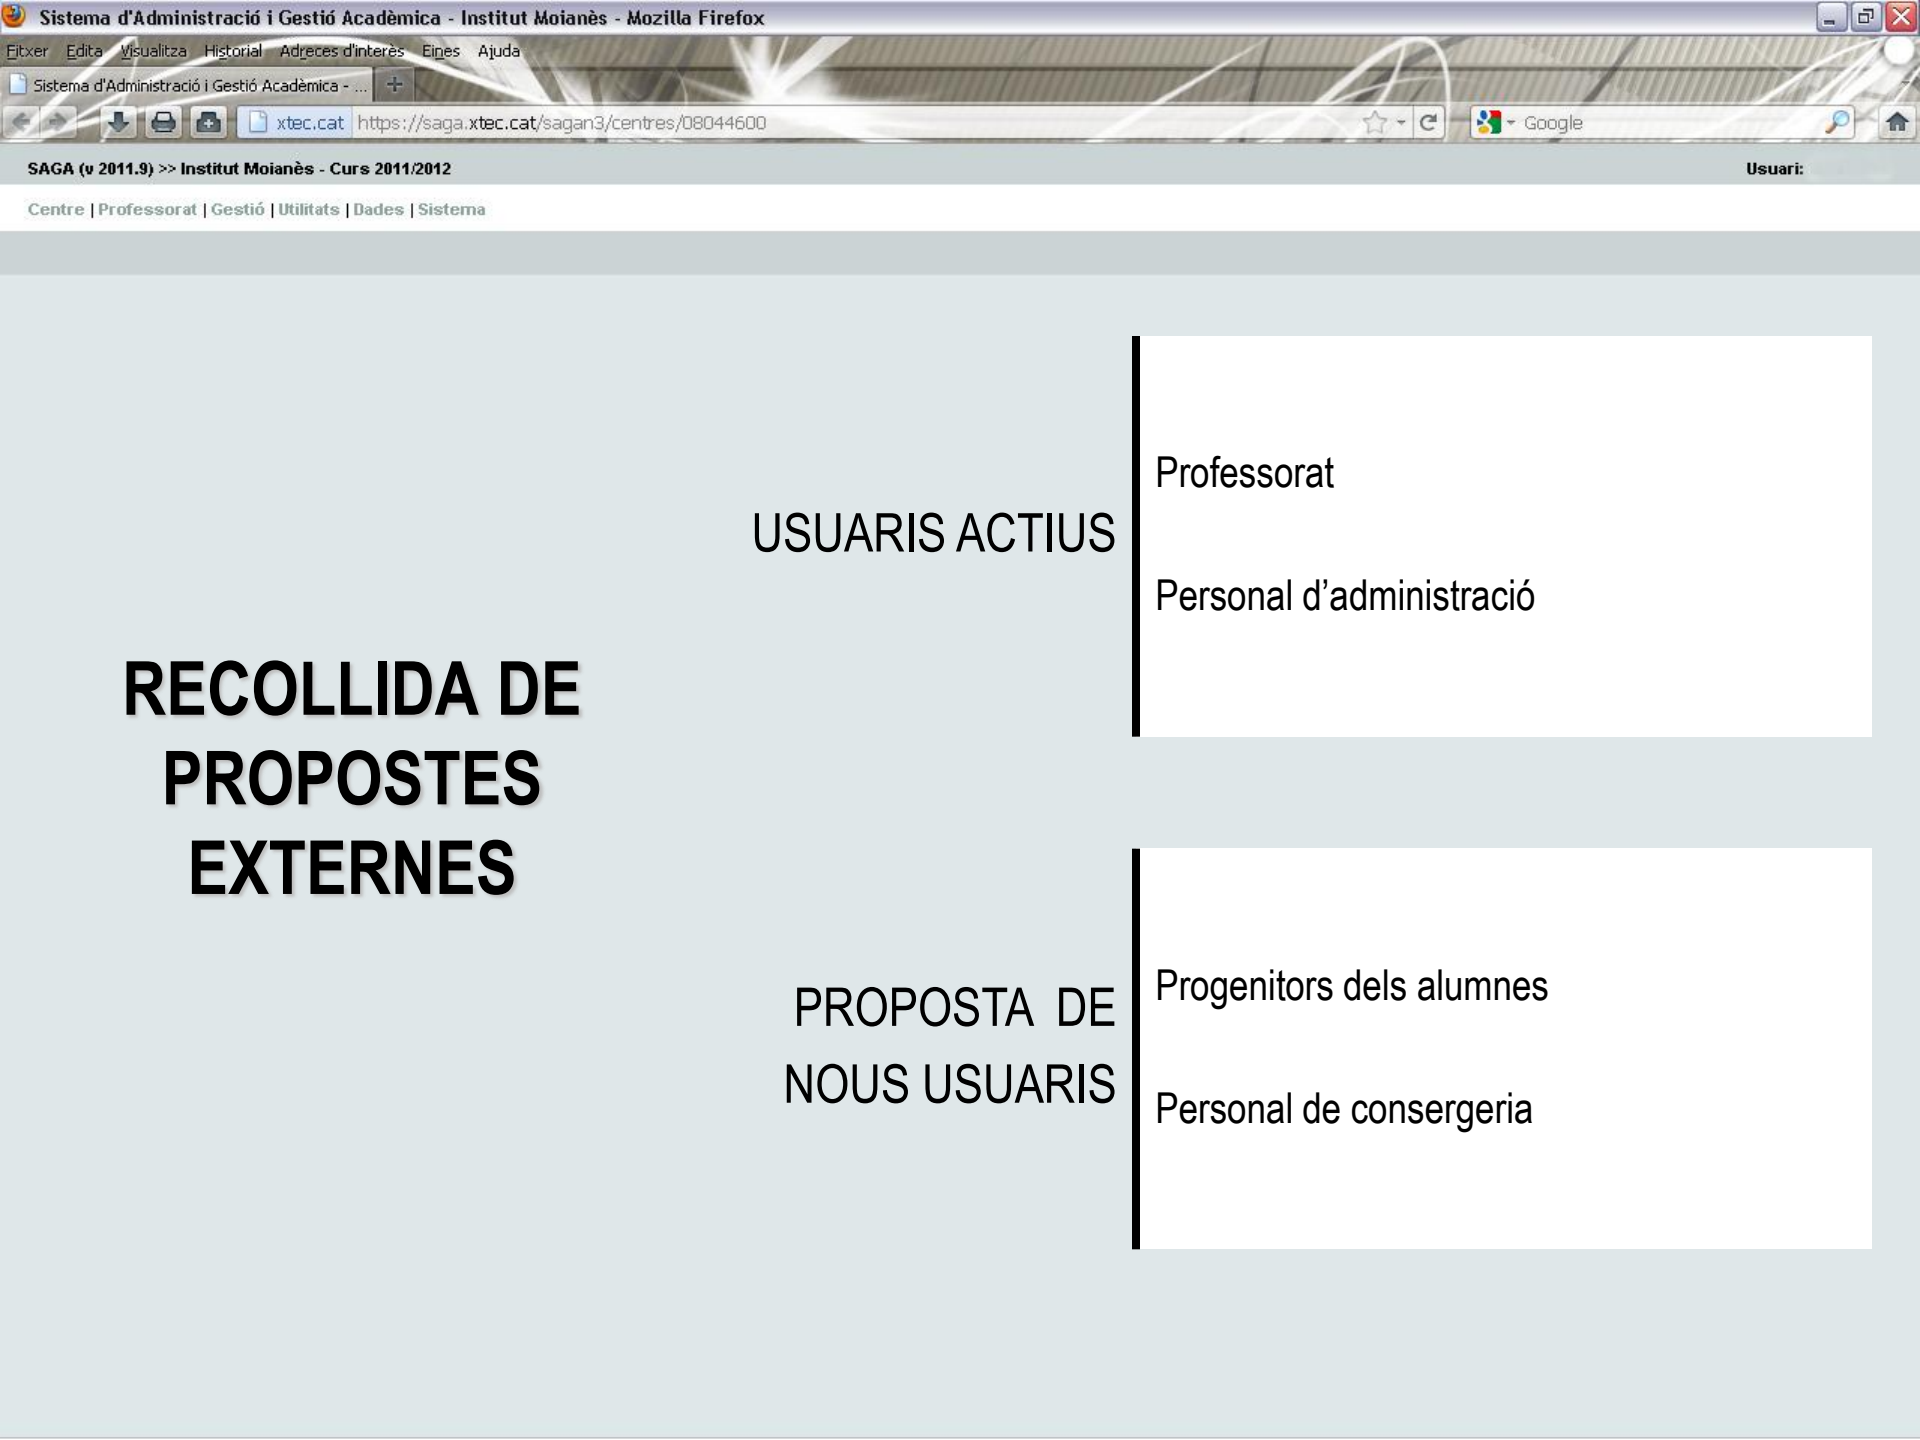 Sistema d'Administració i Gestió Acadèmica - Institut Moianès - Mozilla Firefox
Fitxer Edita Visualitza Historial Adreces d'interès Eines Ajuda
Sistema d'Administració i Gestió Acadèmica - ...
xtec.cat https://saga.xtec.cat/sagan3/centres/08044600 Google
SAGA (v 2011.9) >> Institut Moianès - Curs 2011/2012 Usuari:
Centre | Professorat | Gestió | Utilitats | Dades | Sistema
RECOLLIDA DE
PROPOSTES
EXTERNES
USUARIS ACTIUS
Professorat
Personal d’administració
PROPOSTA DE
NOUS USUARIS
Progenitors dels alumnes
Personal de consergeria